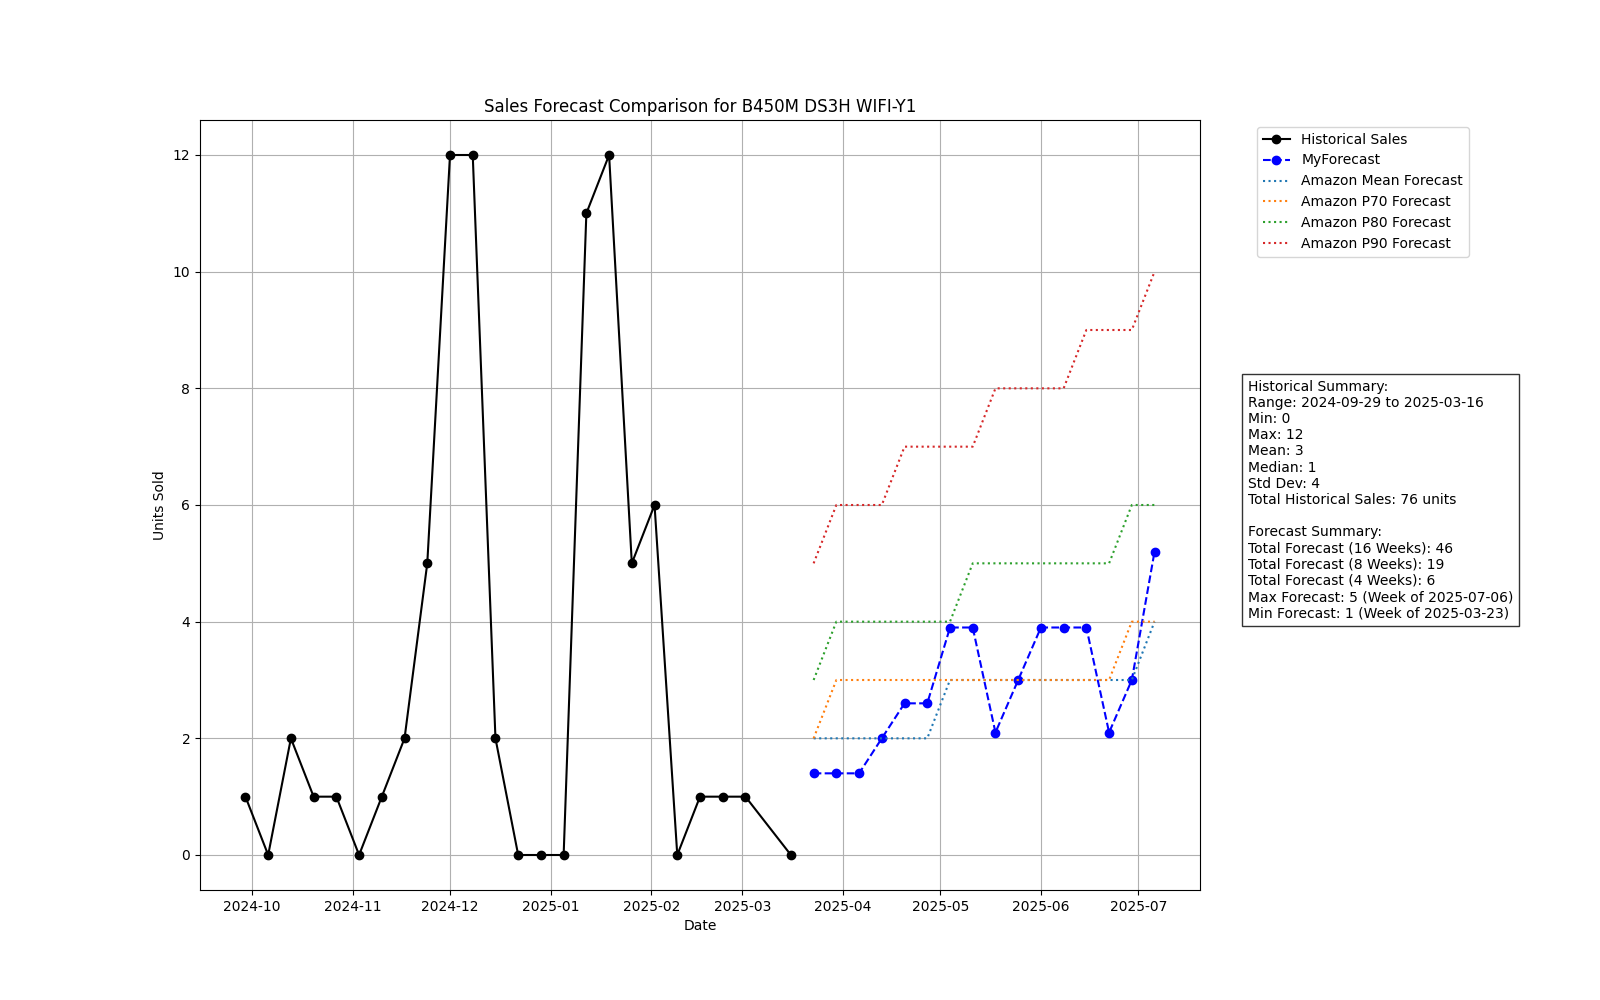 Sales Forecast Comparison for B450M DS3H WIFI-Y1
12
10
8
6
4
2
0
Units Sold
2024-10
2024-11
2024-12
2025-01
2025-02
2025-03
2025-04
2025-05
2025-06
2025-07
Date
Historical Sales
MyForecast
Amazon Mean Forecast
Amazon P70 Forecast
Amazon P80 Forecast
Amazon P90 Forecast
Historical Summary:
Range: 2024-09-29 to 2025-03-16
Min: 0
Max: 12
Mean: 3
Median: 1
Std Dev: 4
Total Historical Sales: 76 units
Forecast Summary:
Total Forecast (16 Weeks): 46
Total Forecast (8 Weeks): 19
Total Forecast (4 Weeks): 6
Max Forecast: 5 (Week of 2025-07-06)
Min Forecast: 1 (Week of 2025-03-23)